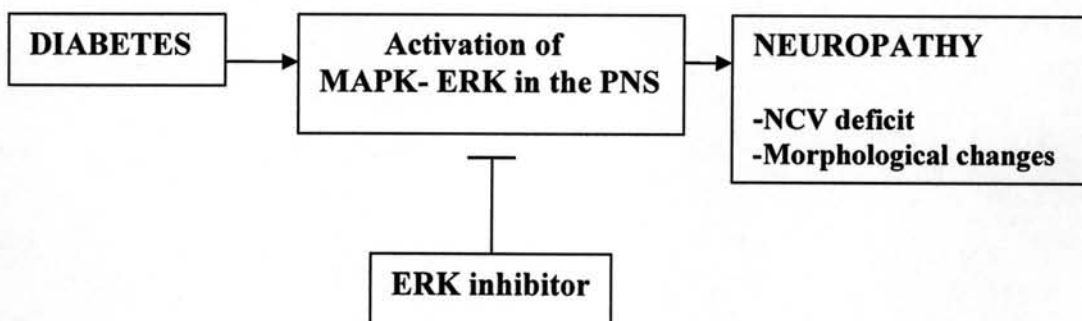 DIABETES
Activation of
MAPK- ERK in the PNS
NEUROPATHY
-NCV deficit
-Morphological changes
ERK inhibitor